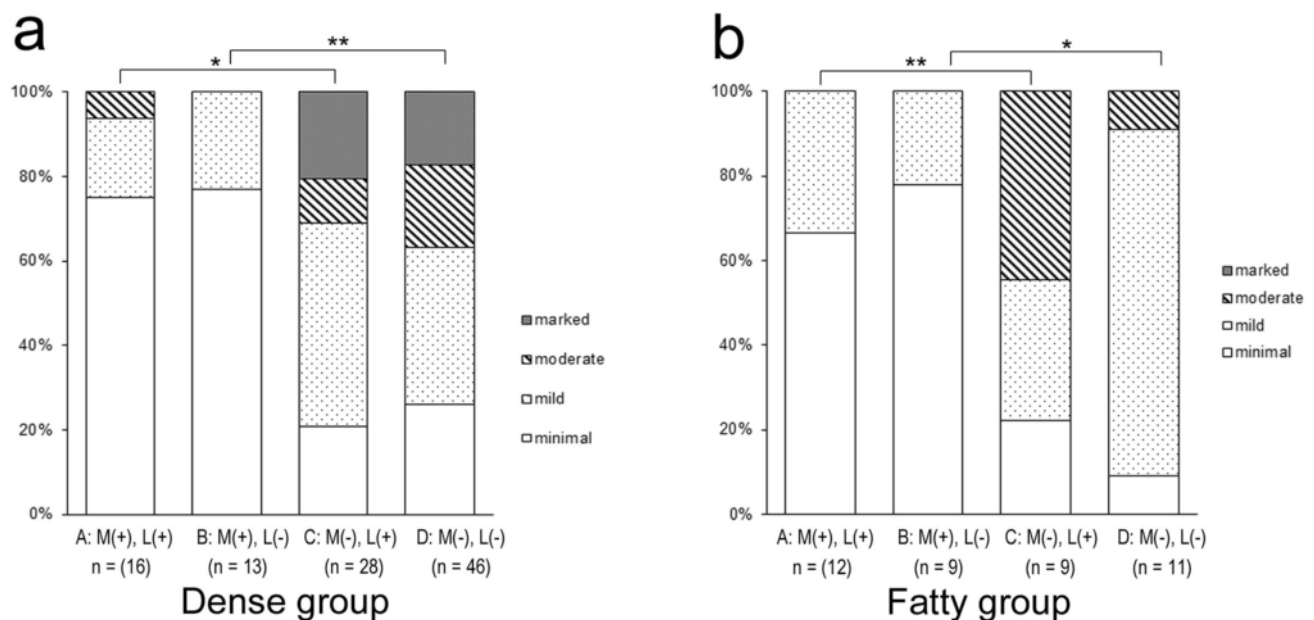 a
*
**
100%
80%
60%
40%
20%
0%
marked
moderate
mild
minimal
A: M(+), L(+)
n = (16)
B: M(+), L(-)
(n = 13)
C: M(-), L(+)
(n = 28)
D: M(-), L(-)
(n = 46)
Dense group
b
**
*
100%
80%
60%
40%
20%
0%
marked
moderate
mild
minimal
A: M(+), L(+)
n = (12)
B: M(+), L(-)
(n = 9)
C: M(-), L(+)
(n = 9)
D: M(-), L(-)
(n = 11)
Fatty group